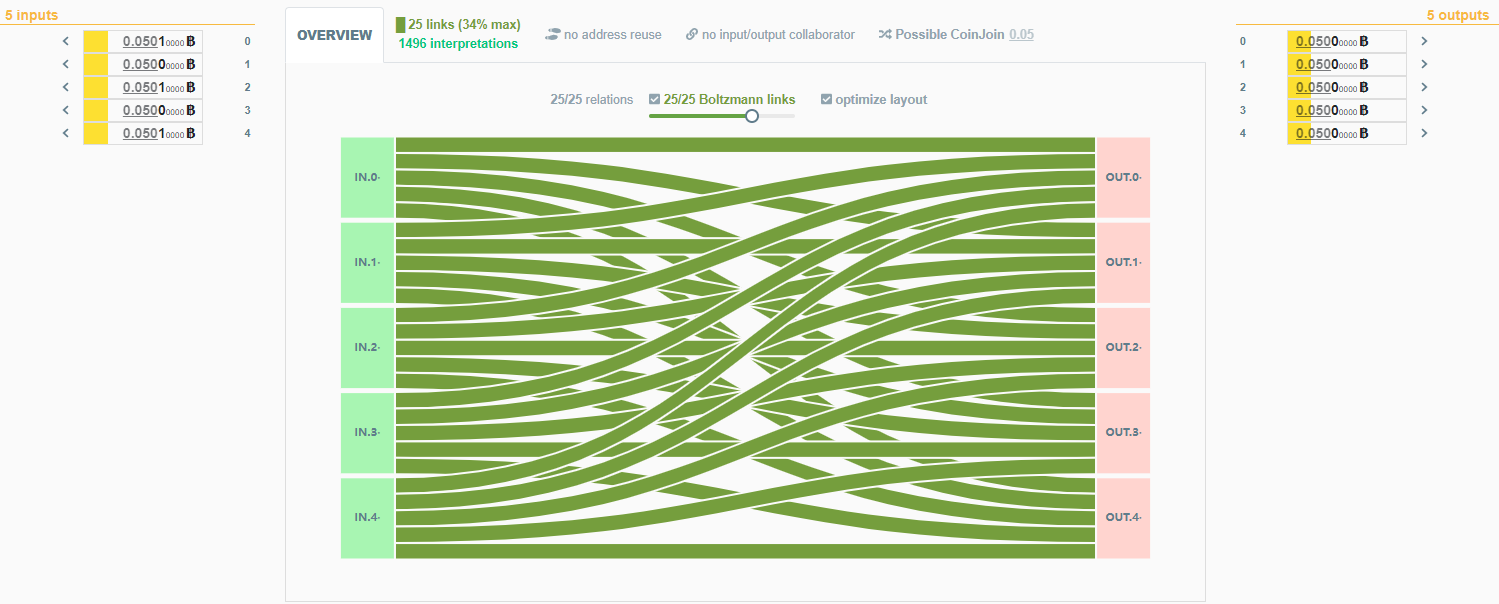 5 inputs
< 0.05010000 ฿ 0
< 0.05000000 ฿ 1
< 0.05010000 ฿ 2
< 0.05000000 ฿ 3
< 0.05010000 ฿ 4
OVERVIEW
25 links (34% max)
1496 interpretations
no address reuse
no input/output collaborator
Possible CoinJoin 0.05
25/25 relations
25/25 Boltzmann links
optimize layout
IN.0·
IN.1·
IN.2·
IN.3·
IN.4·
OUT.0·
OUT.1·
OUT.2·
OUT.3·
OUT.4·
5 outputs
0 0.05000000 ฿ >
1 0.05000000 ฿ >
2 0.05000000 ฿ >
3 0.05000000 ฿ >
4 0.05000000 ฿ >